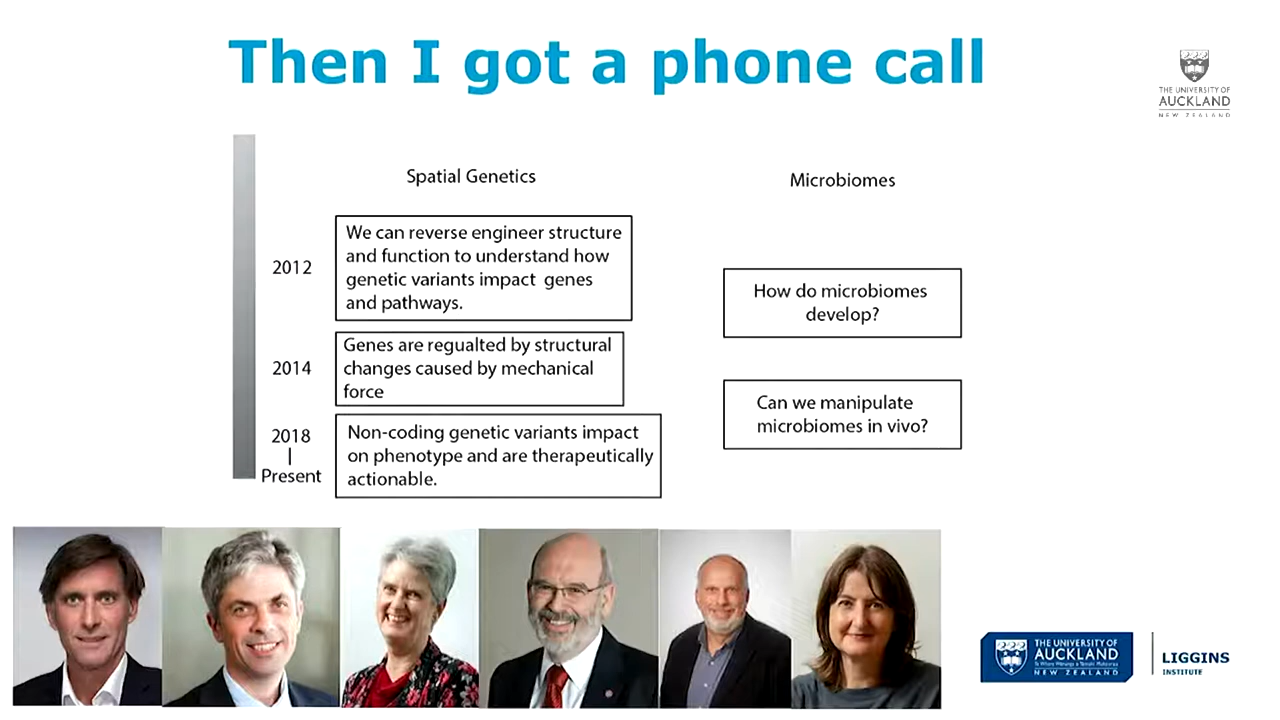 Then I got a phone call
THE UNIVERSITY OF
AUCKLAND
NEW ZEALAND
Spatial Genetics
Microbiomes
2012
We can reverse engineer structure
and function to understand how
genetic variants impact genes
and pathways.
How do microbiomes
develop?
2014
Genes are regualted by structural
changes caused by mechanical
force
Can we manipulate
microbiomes in vivo?
2018
Present
Non-coding genetic variants impact
on phenotype and are therapeutically
actionable.
THE UNIVERSITY OF
AUCKLAND
NEW ZEALAND
LIGGINS
INSTITUTE